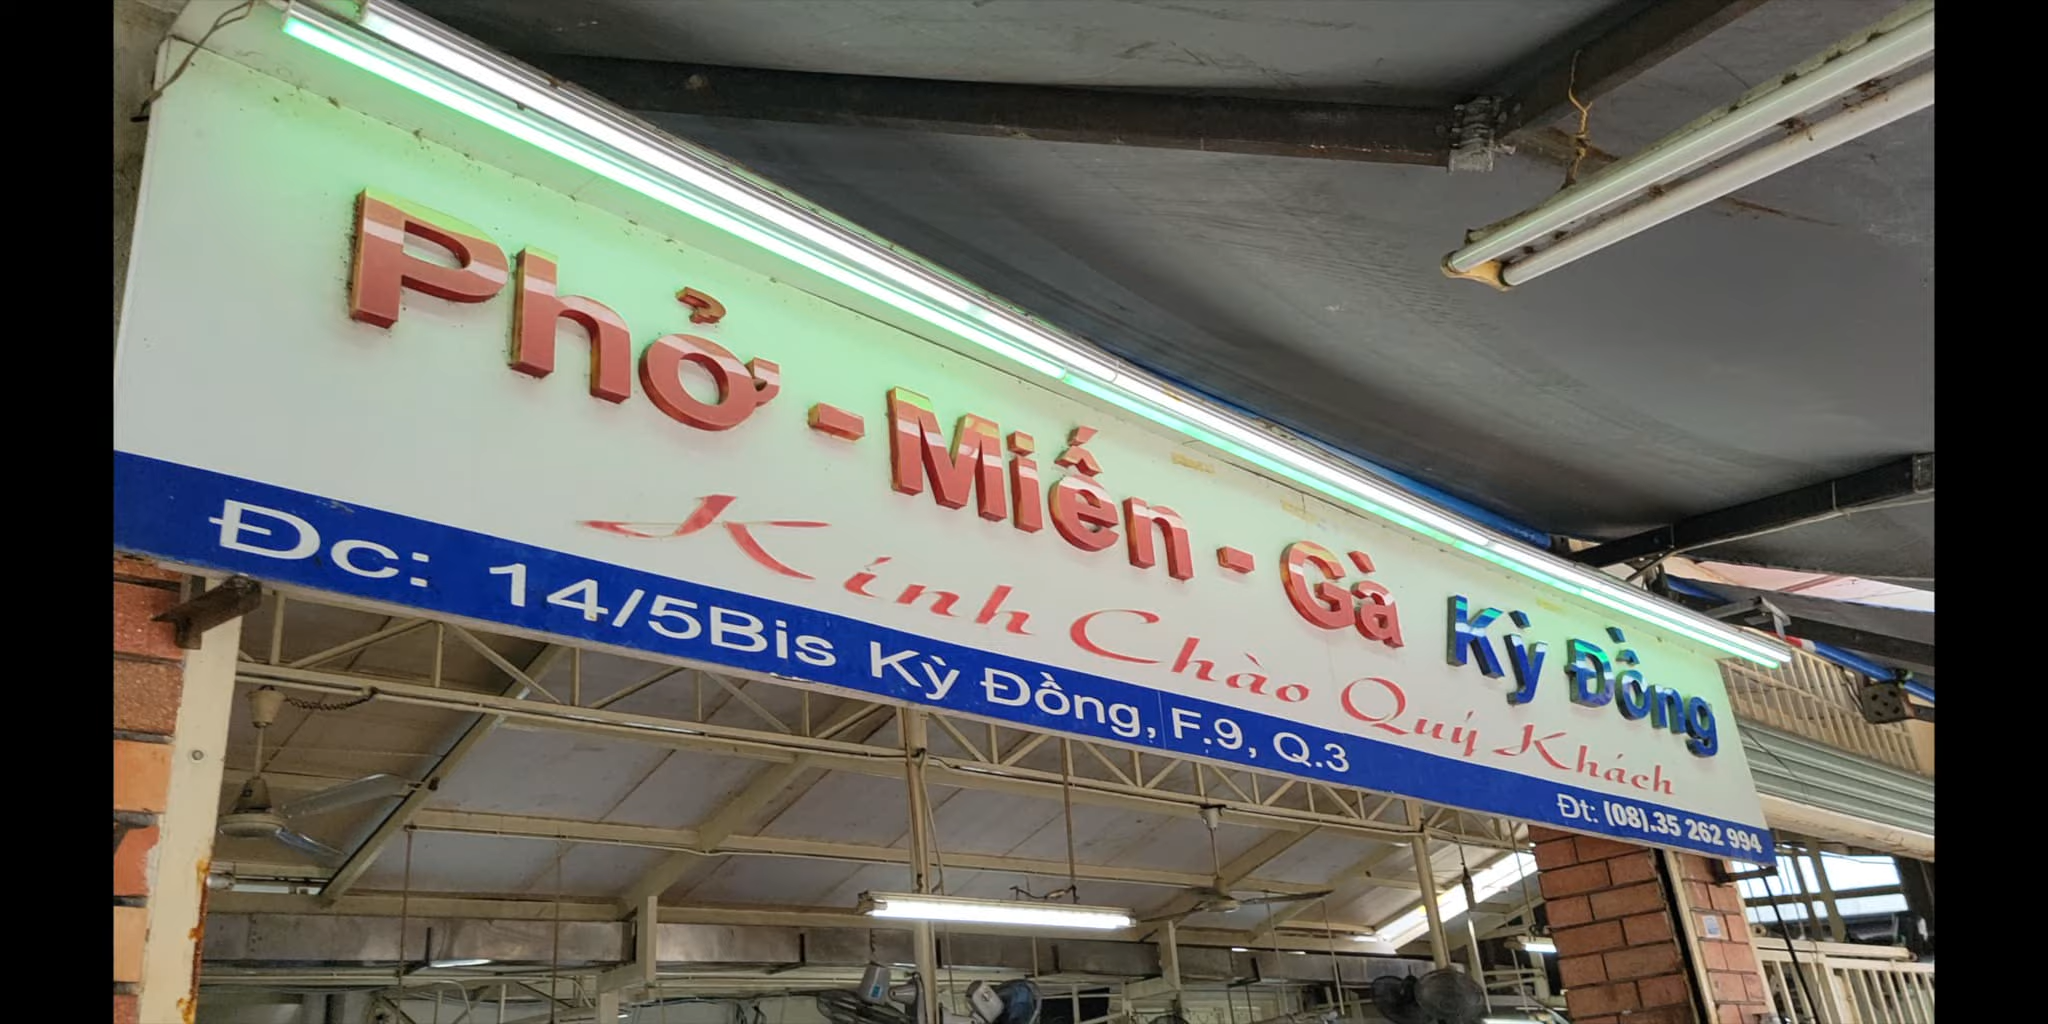 Phở - Miến - Gà Kỳ Đồng
Kính Chào Quý Khách
Đc: 14/5Bis Kỳ Đồng, F.9, Q.3
Đt: (08).35 262 994